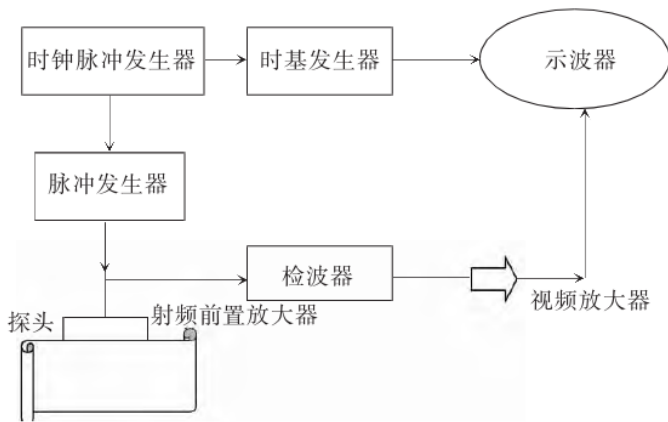 时钟脉冲发生器
时基发生器
示波器
脉冲发生器
检波器
视频放大器
探头
射频前置放大器